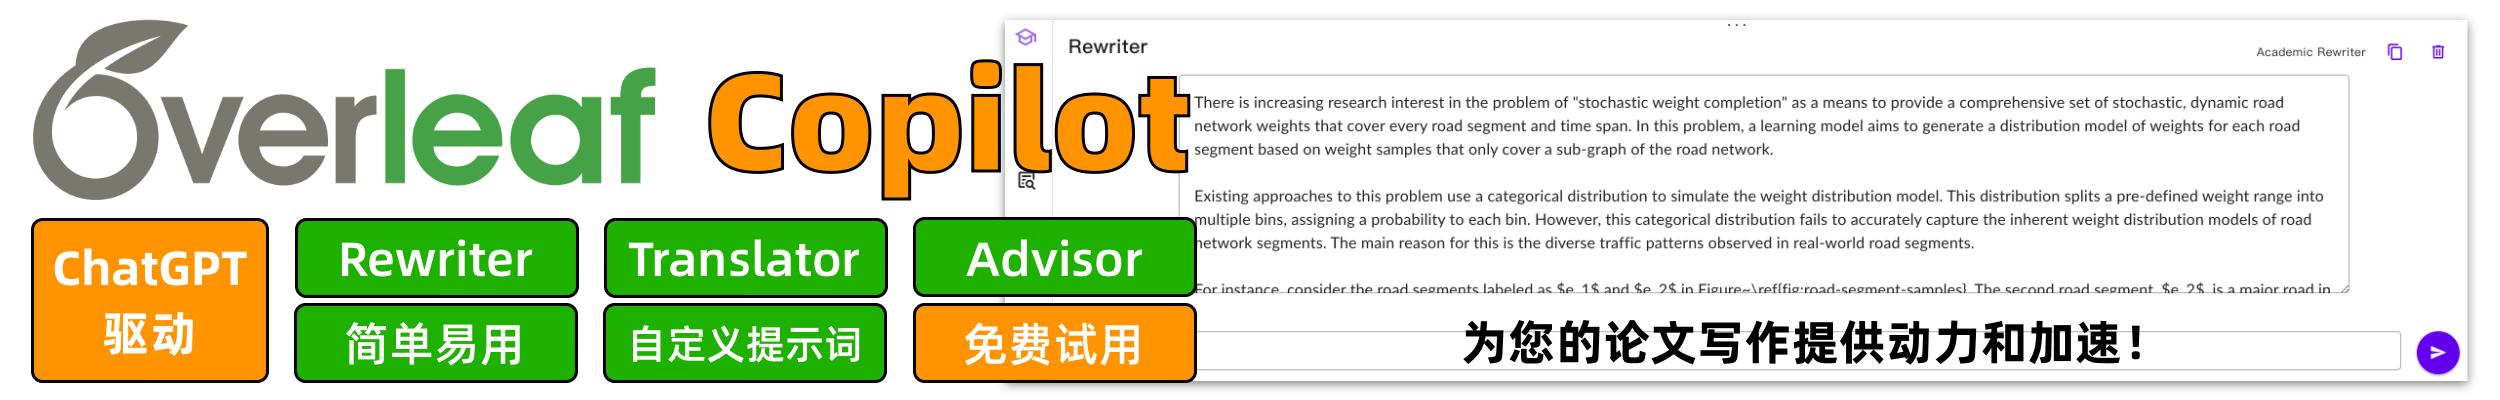 Overleaf Copilot
ChatGPT
驱动
Rewriter
Translator
Advisor
简单易用
自定义提示词
免费试用
...
Rewriter
Academic Rewriter
There is increasing research interest in the problem of "stochastic weight completion" as a means to provide a comprehensive set of stochastic, dynamic road
network weights that cover every road segment and time span. In this problem, a learning model aims to generate a distribution model of weights for each road
segment based on weight samples that only cover a sub-graph of the road network.
Existing approaches to this problem use a categorical distribution to simulate the weight distribution model. This distribution splits a pre-defined weight range into
multiple bins, assigning a probability to each bin. However, this categorical distribution fails to accurately capture the inherent weight distribution models of road
network segments. The main reason for this is the diverse traffic patterns observed in real-world road segments.
For instance, consider the road segments labeled as $e_1$ and $e_2$ in Figure~\ref{fig:road-segment-samples}. The second road segment, $e_2$, is a major road in
为你的论文写作提供动力和加速！